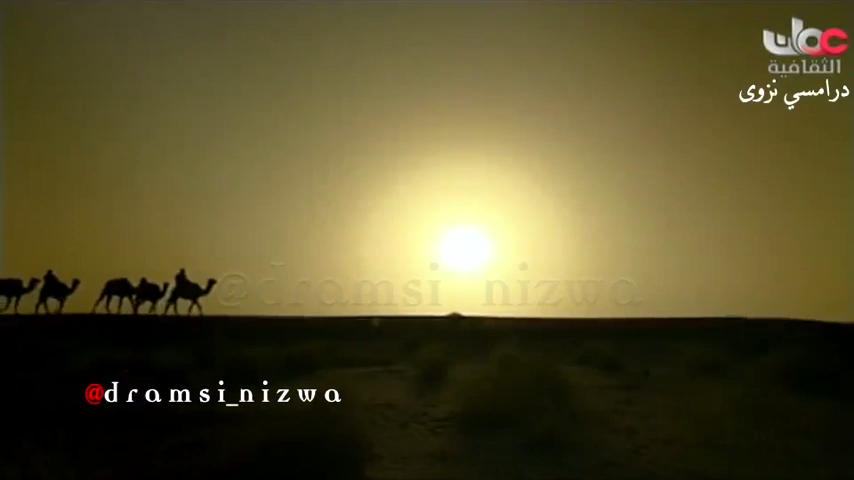 عمان
الثقافية
درامسي نزوى
@dramsi_nizwa
@dramsi_nizwa